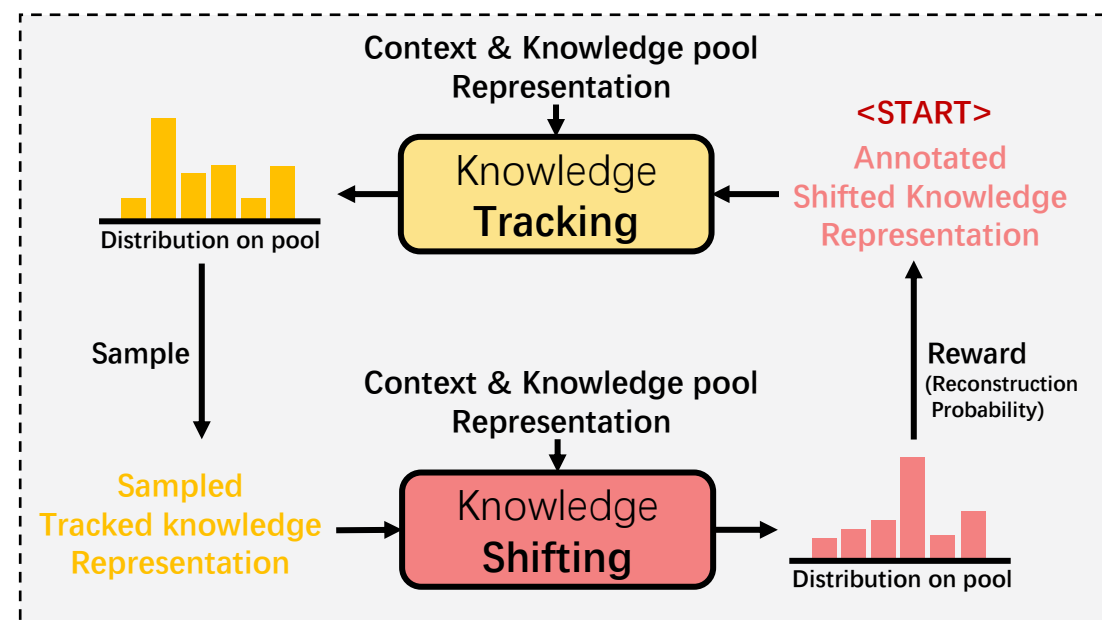 Context & Knowledge pool
Representation
<START>
Annotated
Shifted Knowledge
Representation
Knowledge
Tracking
Distribution on pool
Sample
Reward
(Reconstruction
Probability)
Context & Knowledge pool
Representation
Sampled
Tracked knowledge
Representation
Knowledge
Shifting
Distribution on pool